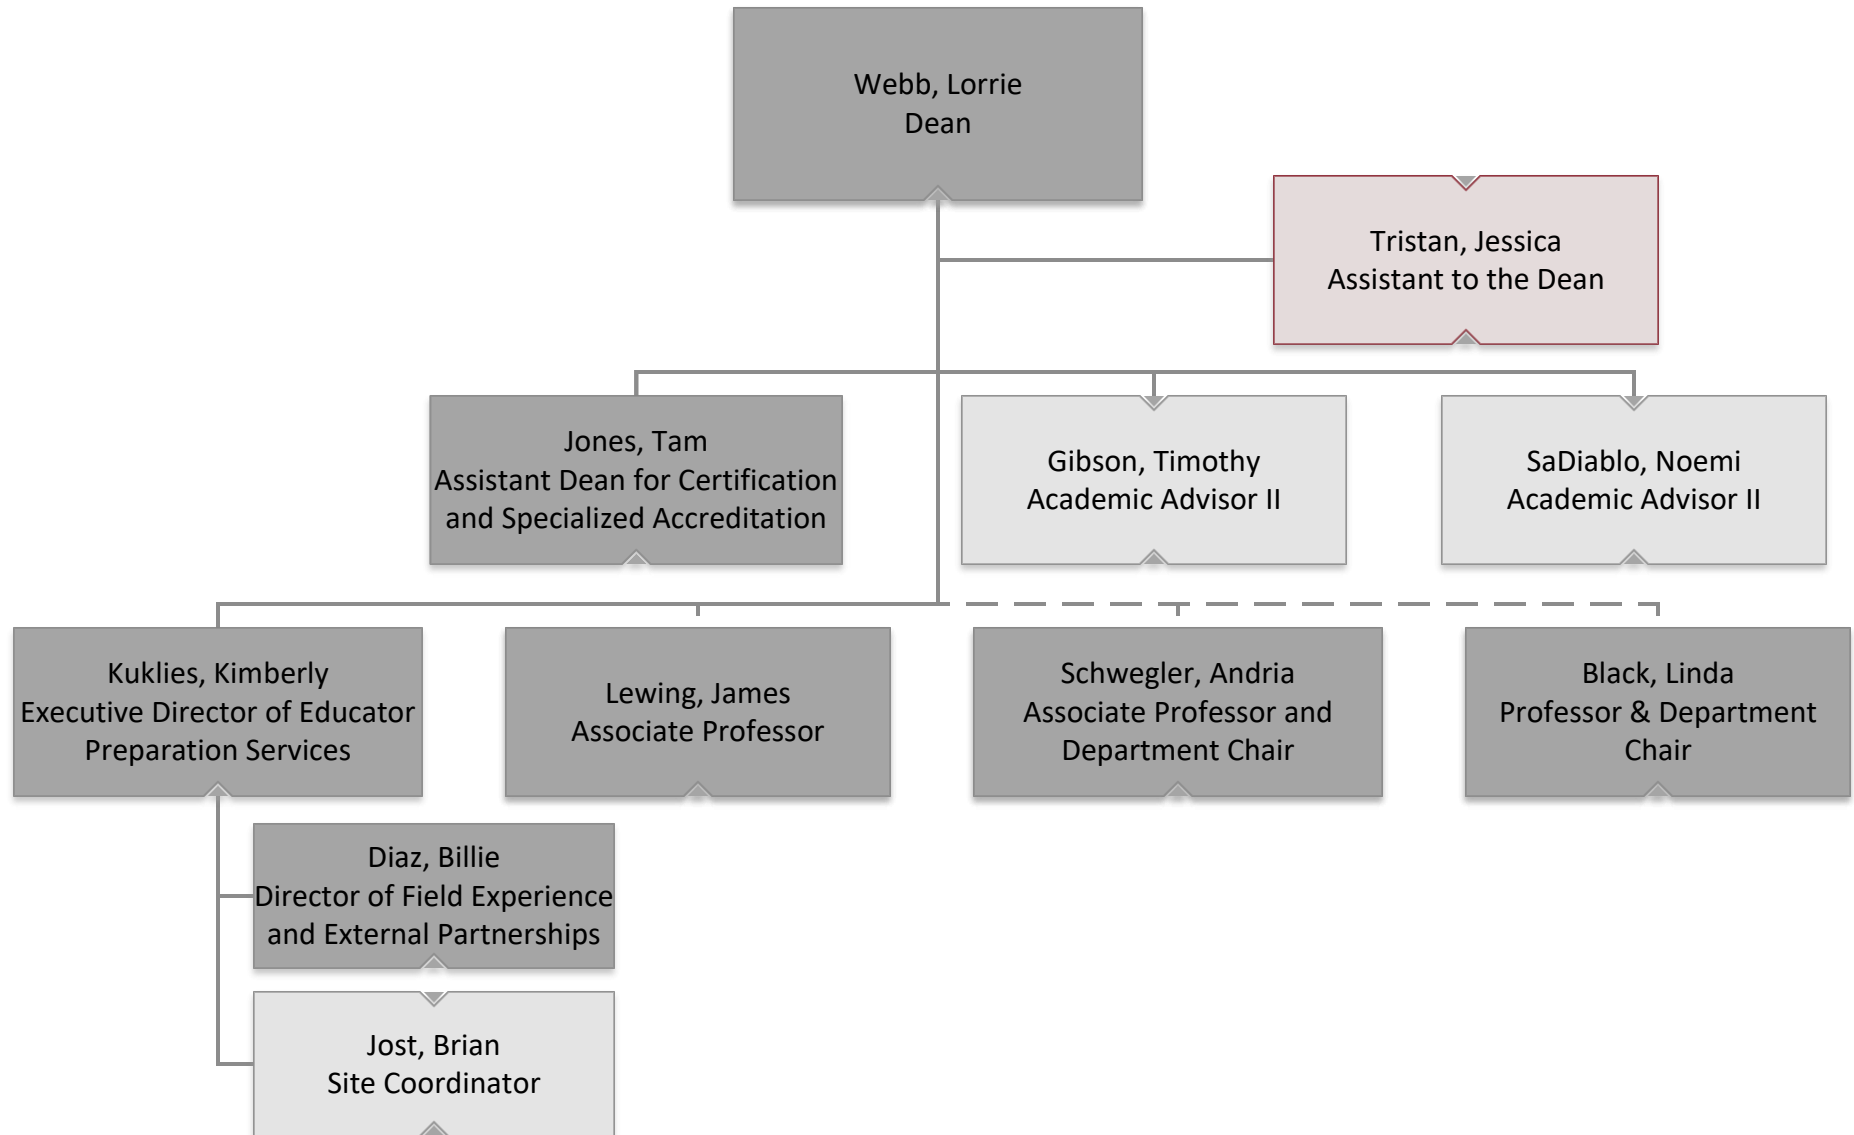 Webb, Lorrie
Dean
Tristan, Jessica
Assistant to the Dean
Jones, Tam
Assistant Dean for Certification
and Specialized Accreditation
Gibson, Timothy
Academic Advisor II
SaDiablo, Noemi
Academic Advisor II
Kuklies, Kimberly
Executive Director of Educator
Preparation Services
Lewing, James
Associate Professor
Schwegler, Andria
Associate Professor and
Department Chair
Black, Linda
Professor & Department
Chair
Diaz, Billie
Director of Field Experience
and External Partnerships
Jost, Brian
Site Coordinator